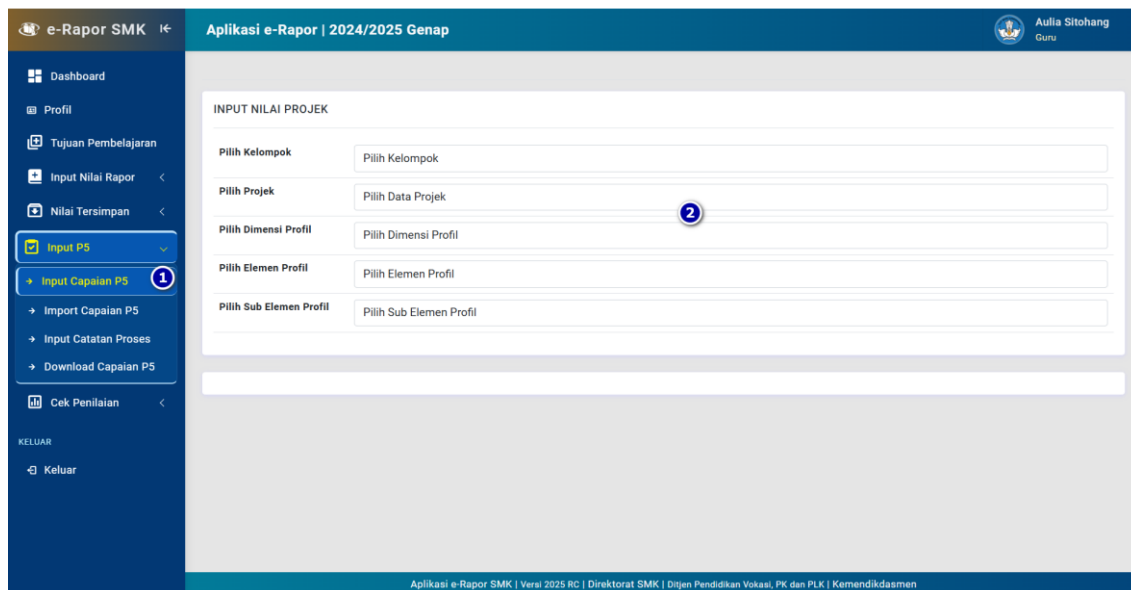 e-Rapor SMK
Aplikasi e-Rapor | 2024/2025 Genap
Aulia Sitohang
Guru
Dashboard
Profil
Tujuan Pembelajaran
Input Nilai Rapor
Nilai Tersimpan
Input P5
Input Capaian P5
1
Import Capaian P5
Input Catatan Proses
Download Capaian P5
Cek Penilaian
KELUAR
Keluar
INPUT NILAI PROJEK
Pilih Kelompok
Pilih Kelompok
Pilih Projek
Pilih Data Projek
2
Pilih Dimensi Profil
Pilih Dimensi Profil
Pilih Elemen Profil
Pilih Elemen Profil
Pilih Sub Elemen Profil
Pilih Sub Elemen Profil
Aplikasi e-Rapor SMK | Versi 2025 RC | Direktorat SMK | Ditjen Pendidikan Vokasi, PK dan PLK | Kemendikdasmen